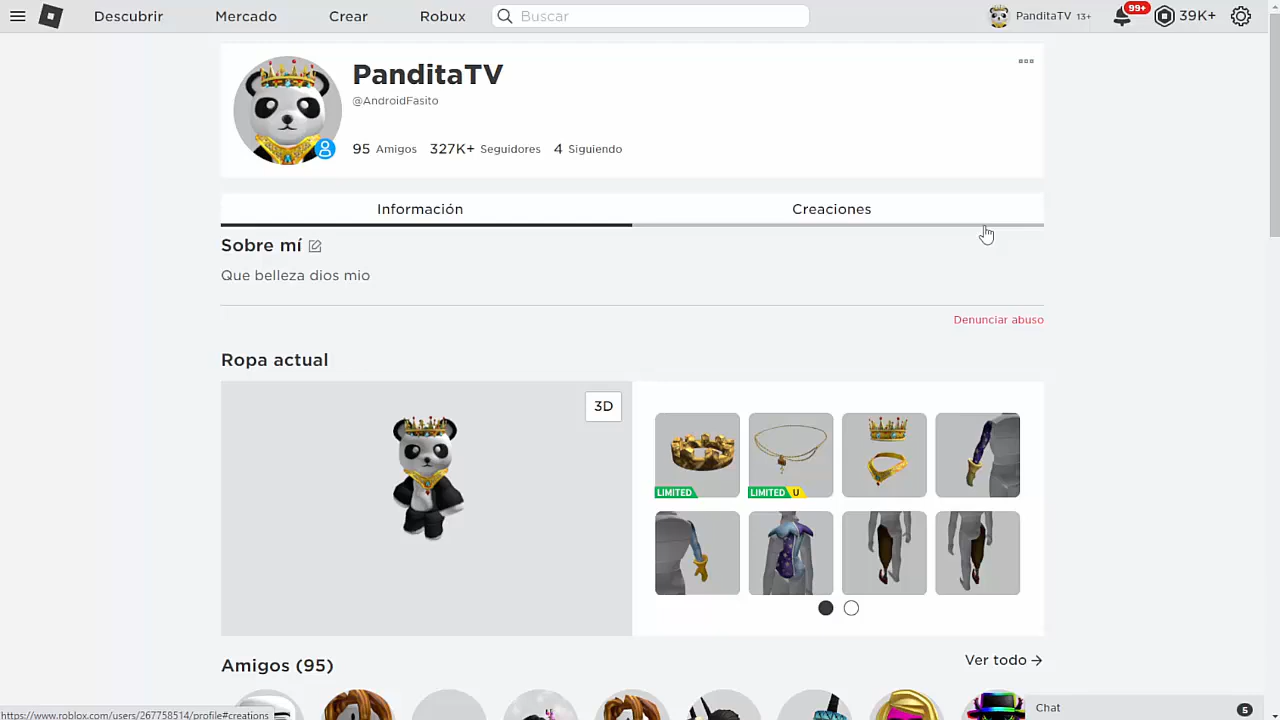 Descubrir Mercado Crear Robux Buscar PanditaTV 13+ 99+ 39K+
PanditaTV
@AndroidFasito
95 Amigos 327K+ Seguidores 4 Siguiendo
Información Creaciones
Sobre mí
Que belleza dios mio
Denunciar abuso
Ropa actual
3D
LIMITED LIMITED U
Amigos (95) Ver todo →
Chat 5
https://www.roblox.com/users/267758514/profile#creations